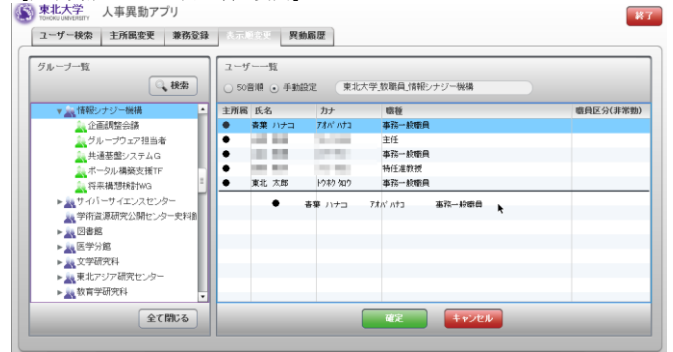 東北大学 人事異動アプリ
TOHOKU UNIVERSITY
終了
ユーザー検索 主所属変更 兼務登録 表示順変更 異動履歴
グループ一覧
検索
情報シナジー機構
企画調整会議
グループウェア担当者
共通基盤システムG
ポータル構築支援TF
将来構想検討WG
サイバーサイエンスセンター
学術資源研究公開センター史料館
図書館
医学分館
文学研究科
東北アジア研究センター
教育学研究科
全て閉じる
ユーザー一覧
50音順 手動設定 東北大学_教職員_情報シナジー機構
主所属 氏名 カナ 職種 職員区分(非常勤)
● 青葉 ハナコ アオバ ハナコ 事務一般職員
● 主任
● 事務一般職員
● 特任准教授
● 東北 太郎 トウホク タロウ 事務一般職員
● 青葉 ハナコ アオバ ハナコ 事務一般職員
確定 キャンセル